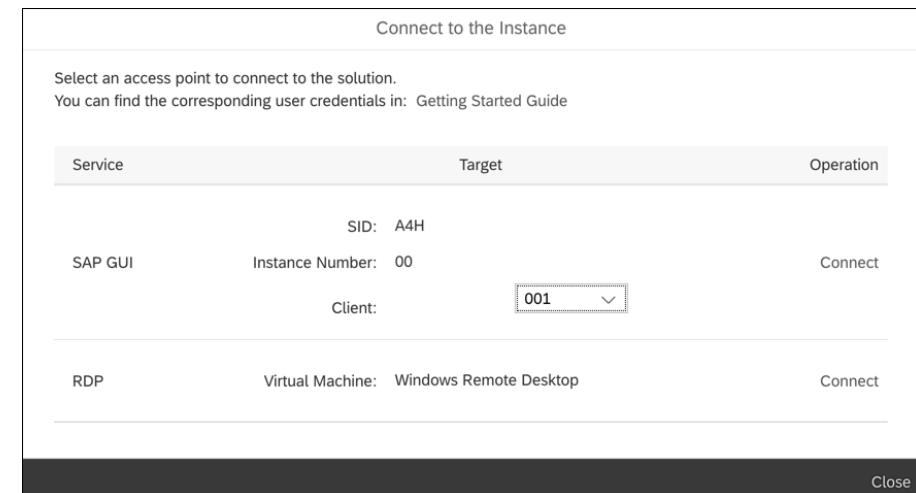 Connect to the Instance
Select an access point to connect to the solution.
You can find the corresponding user credentials in: Getting Started Guide
Service Target Operation
SID: A4H
SAP GUI Instance Number: 00 Connect
Client: 001
RDP Virtual Machine: Windows Remote Desktop Connect
Close